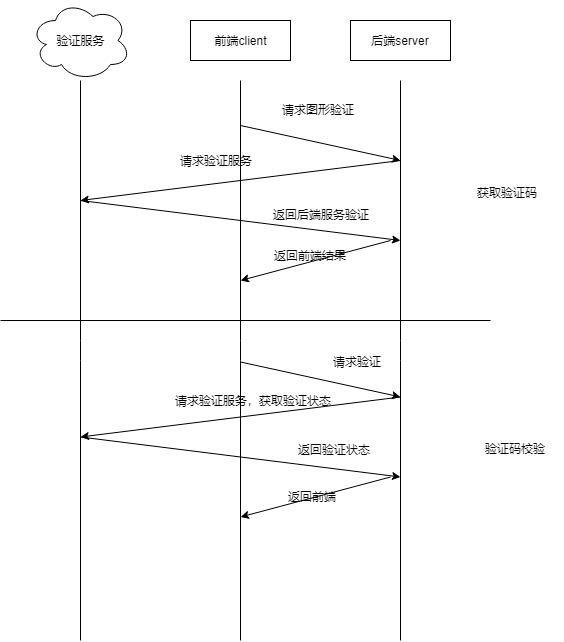 验证服务
前端client
后端server
请求图形验证
请求验证服务
获取验证码
返回后端服务验证
返回前端结果
请求验证
请求验证服务，获取验证状态
返回验证状态
验证码校验
返回前端